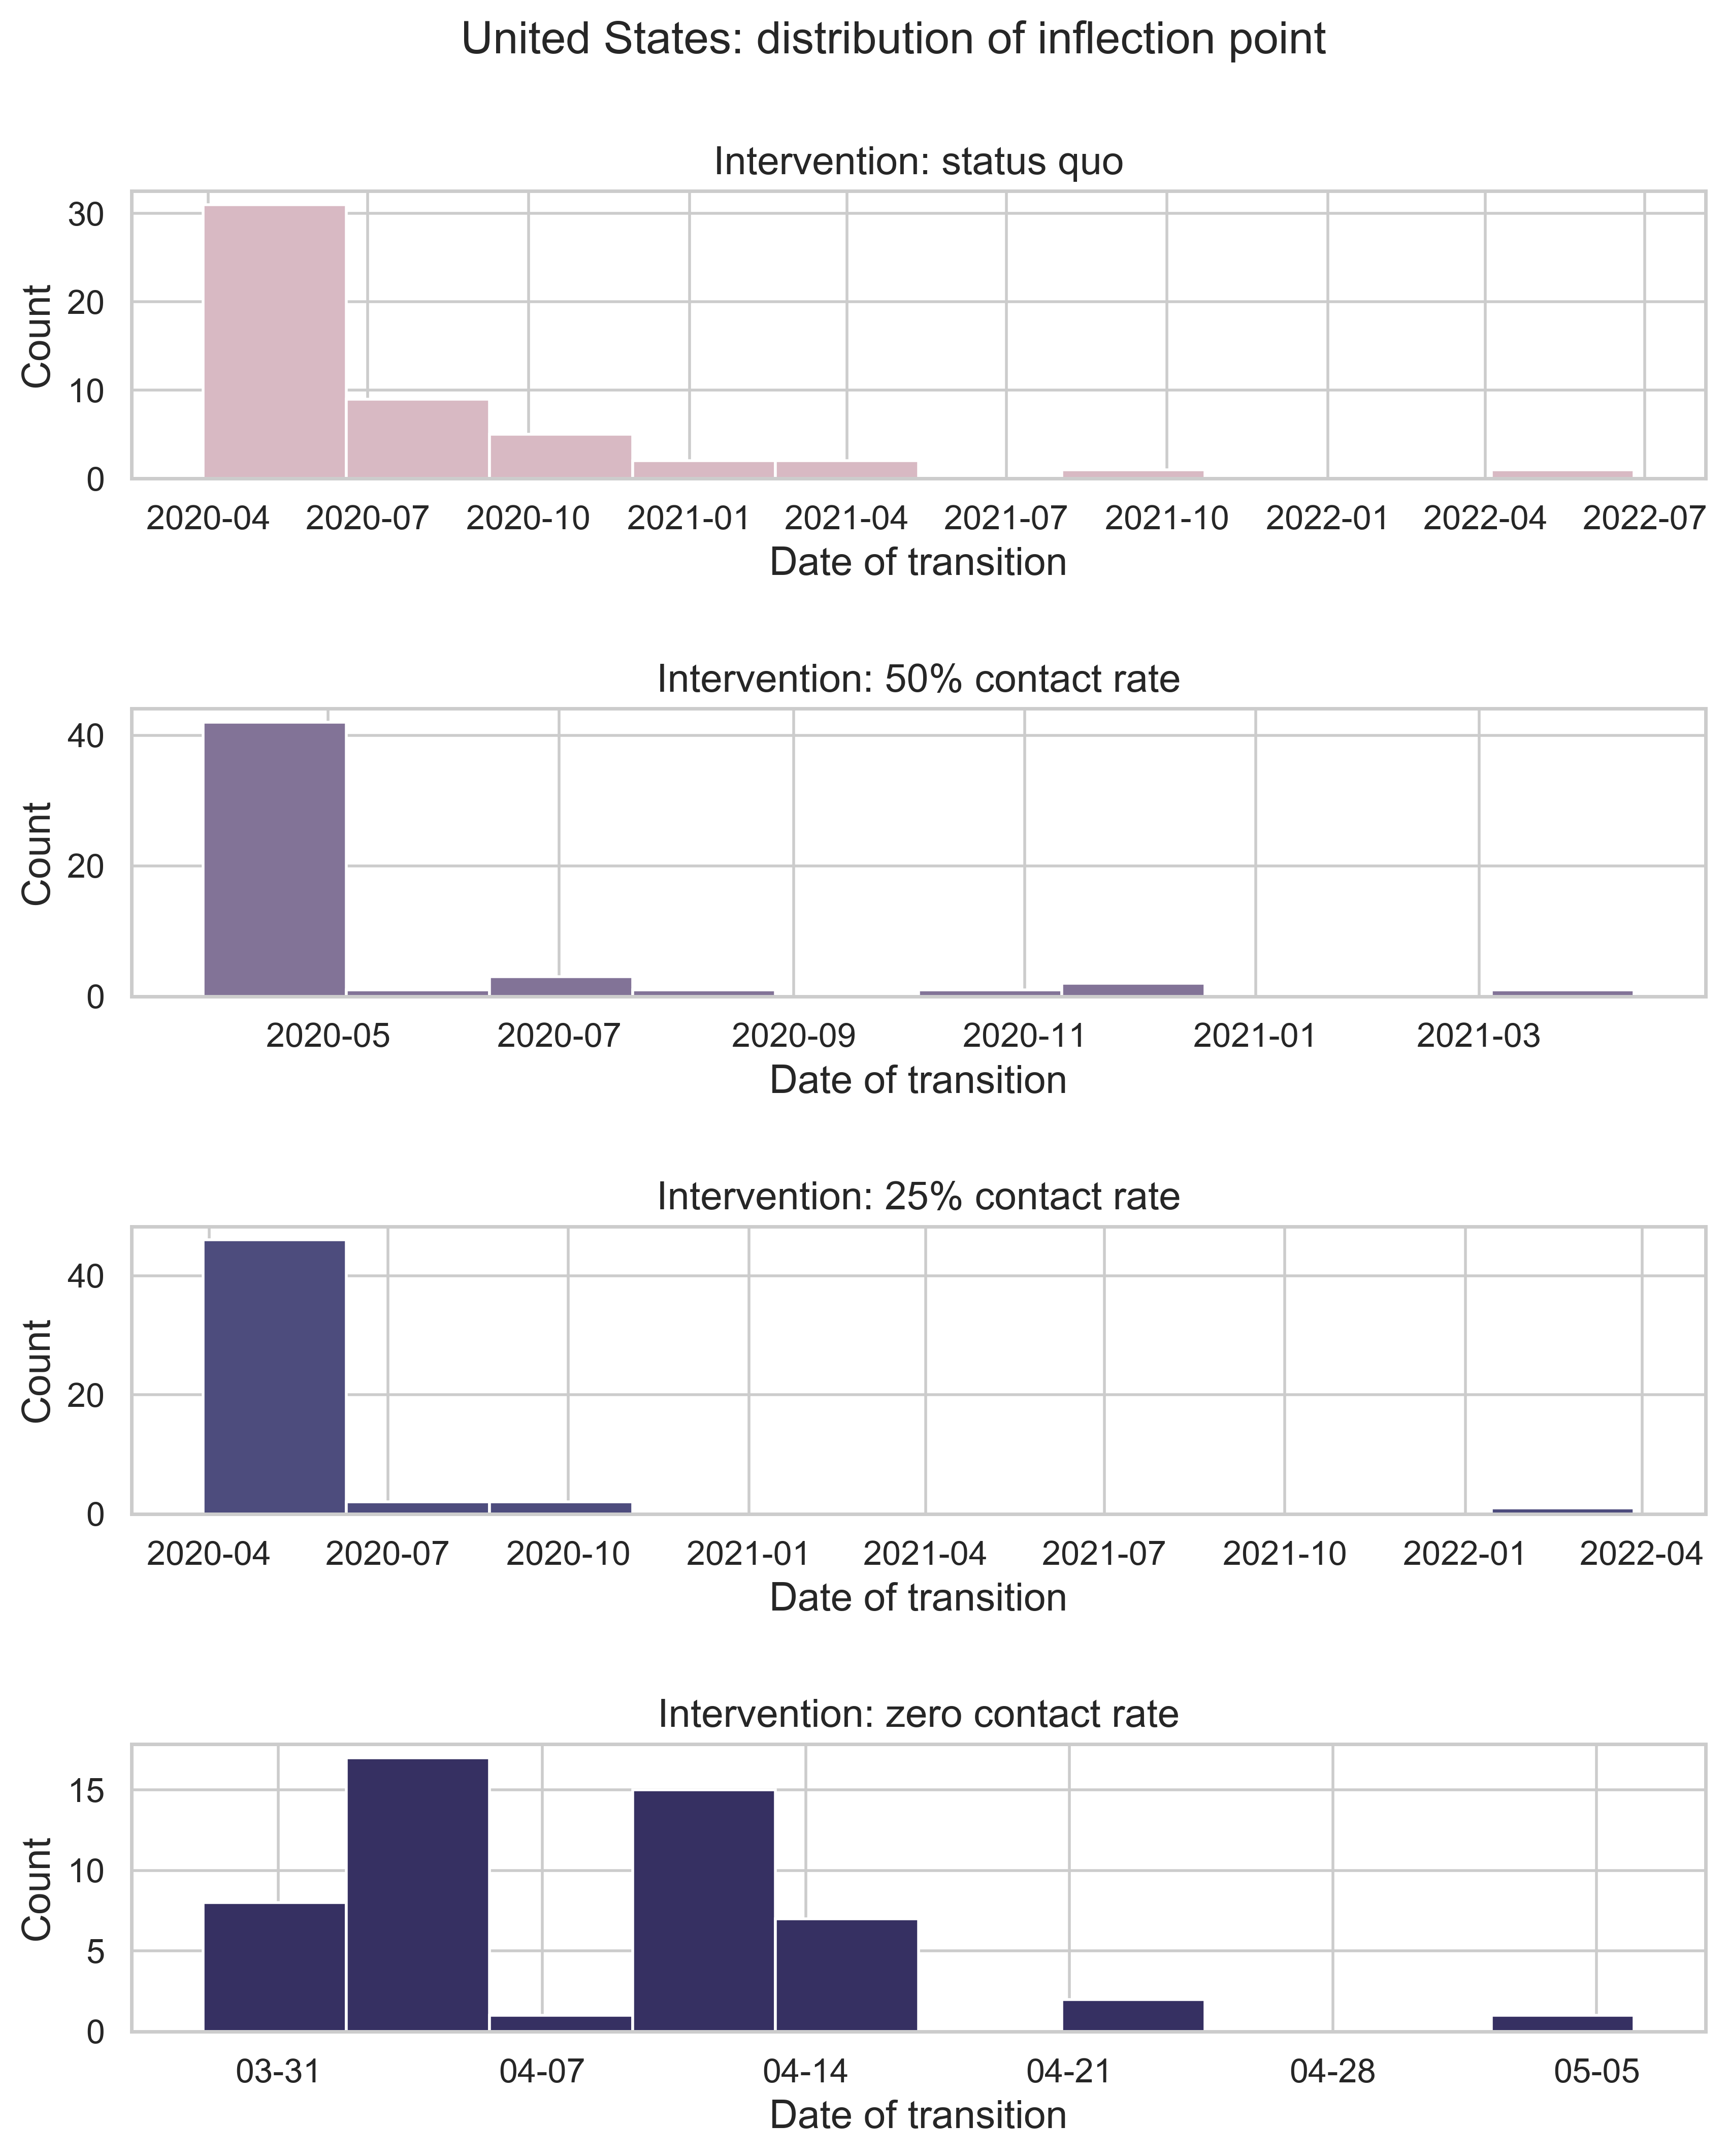 United States: distribution of inflection point
Intervention: status quo
Count
30
20
10
0
2020-04 2020-07 2020-10 2021-01 2021-04 2021-07 2021-10 2022-01 2022-04 2022-07
Date of transition
Intervention: 50% contact rate
Count
40
20
0
2020-05 2020-07 2020-09 2020-11 2021-01 2021-03
Date of transition
Intervention: 25% contact rate
Count
40
20
0
2020-04 2020-07 2020-10 2021-01 2021-04 2021-07 2021-10 2022-01 2022-04
Date of transition
Intervention: zero contact rate
Count
15
10
5
0
03-31 04-07 04-14 04-21 04-28 05-05
Date of transition